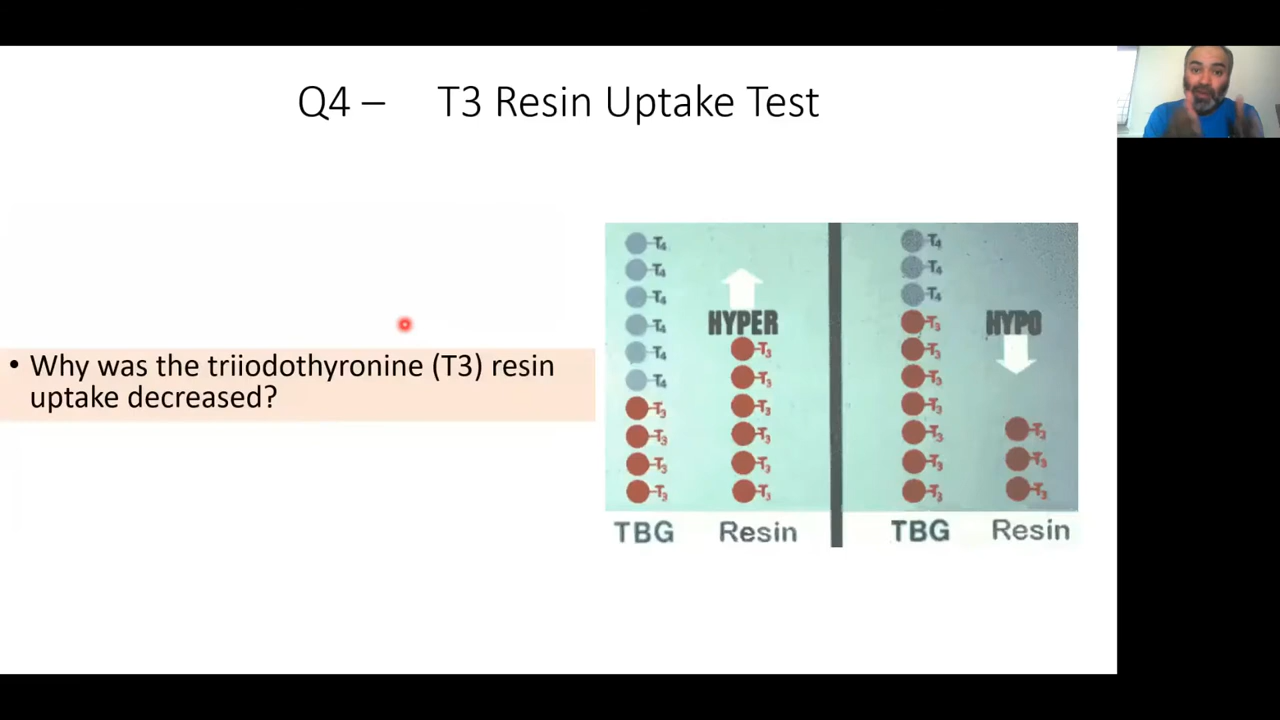 Q4 – T3 Resin Uptake Test
• Why was the triiodothyronine (T3) resin
uptake decreased?
T4
T4
T4
T4
T4
T4
T3
T3
T3
T3
TBG
HYPER
T3
T3
T3
T3
T3
T3
Resin
T4
T4
T4
T3
T3
T3
T3
T3
T3
T3
TBG
HYPO
T3
T3
T3
Resin